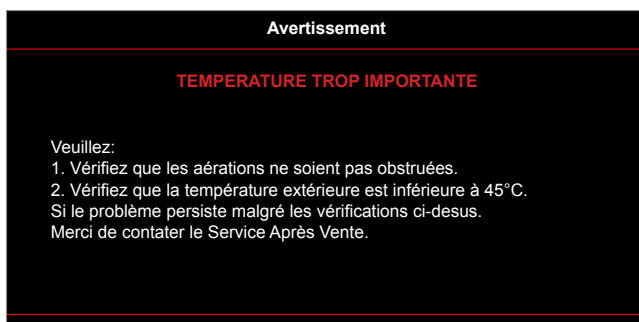 Avertissement
TEMPERATURE TROP IMPORTANTE
Veuillez:
1. Vérifiez que les aérations ne soient pas obstruées.
2. Vérifiez que la température extérieure est inférieure à 45°C.
Si le problème persiste malgré les vérifications ci-desus.
Merci de contater le Service Après Vente.